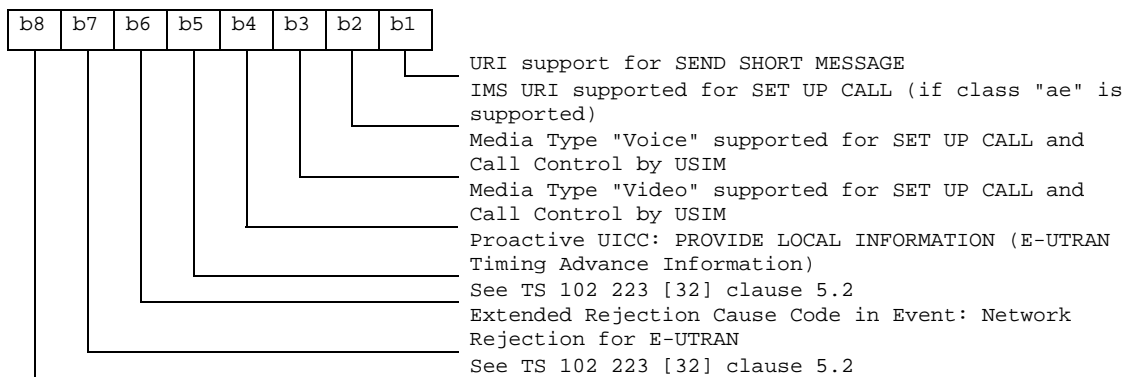 b8 b7 b6 b5 b4 b3 b2 b1
URI support for SEND SHORT MESSAGE
IMS URI supported for SET UP CALL (if class "ae" is
supported)
Media Type "Voice" supported for SET UP CALL and
Call Control by USIM
Media Type "Video" supported for SET UP CALL and
Call Control by USIM
Proactive UICC: PROVIDE LOCAL INFORMATION (E-UTRAN
Timing Advance Information)
See TS 102 223 [32] clause 5.2
Extended Rejection Cause Code in Event: Network
Rejection for E-UTRAN
See TS 102 223 [32] clause 5.2